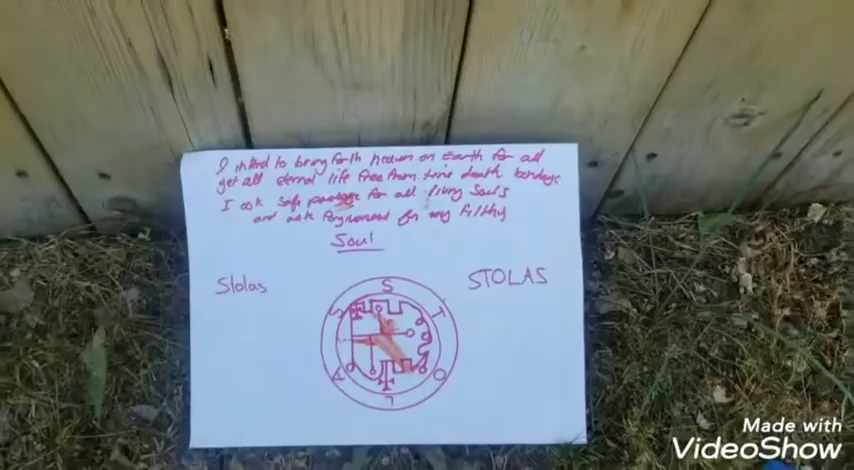 I intend to bring forth heaven on Earth for all
get all eternal life free from time death bondage
I ask safe passage for all living Souls
and ask forgiveness for my filthy
Soul
Stolas
STOLAS
S T O L A S
Made with
VideoShow